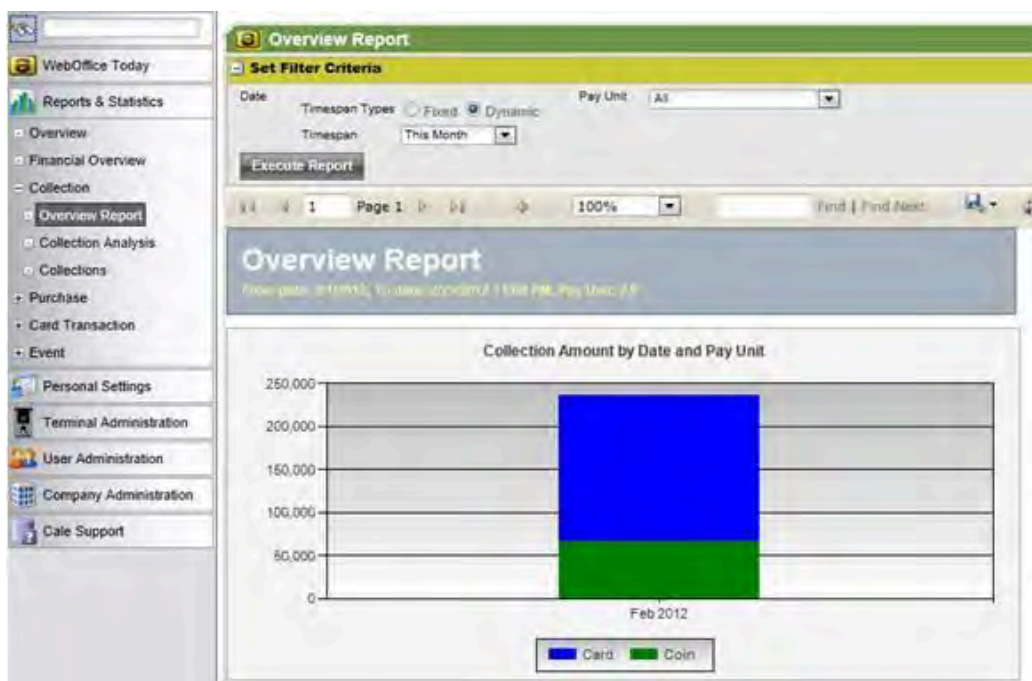 WebOffice Today
Reports & Statistics
Overview
Financial Overview
Collection
Overview Report
Collection Analysis
Collections
Purchase
Card Transaction
Event
Personal Settings
Terminal Administration
User Administration
Company Administration
Cale Support
Overview Report
Set Filter Criteria
Date
Timespan Types Fixed Dynamic
Pay Unit All
Timespan This Month
Execute Report
1 Page 1 100% Find | Find Next
Overview Report
Collection Amount by Date and Pay Unit
250,000
200,000
150,000
100,000
50,000
0
Feb 2012
Card Coin